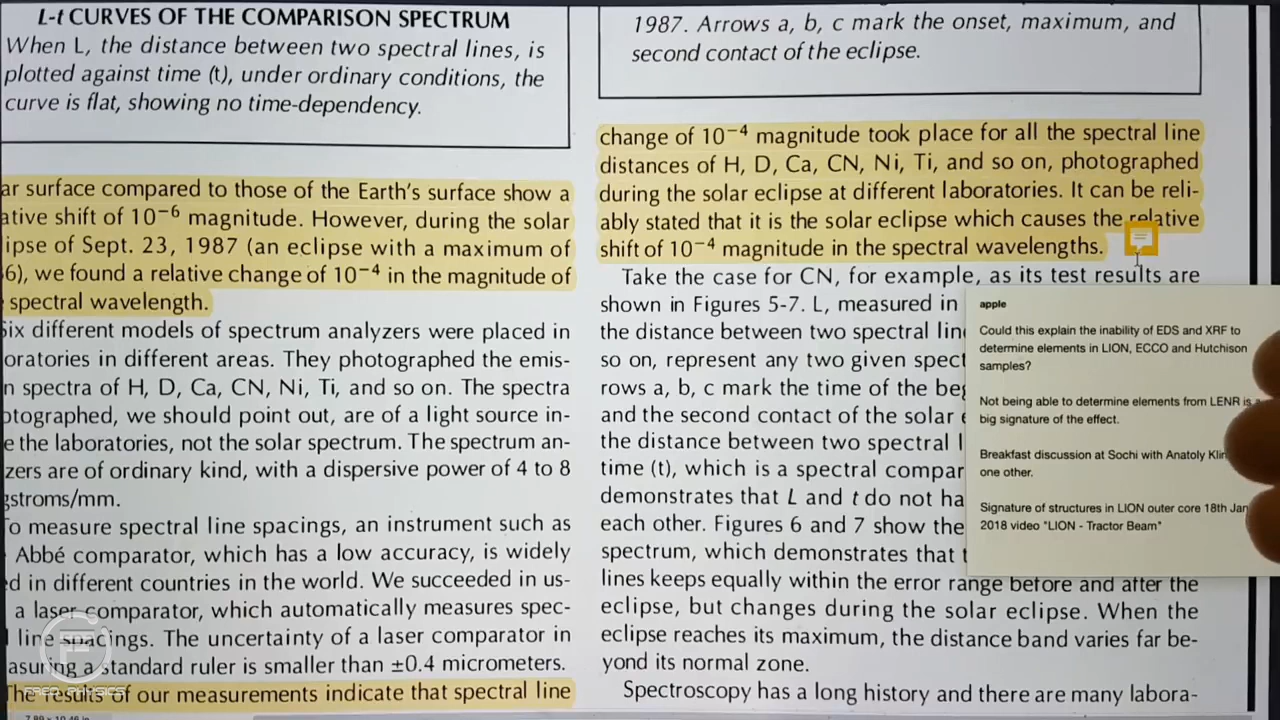 L-t CURVES OF THE COMPARISON SPECTRUM
When L, the distance between two spectral lines, is
plotted against time (t), under ordinary conditions, the
curve is flat, showing no time-dependency.
ar surface compared to those of the Earth's surface show a
ative shift of 10⁻⁶ magnitude. However, during the solar
ipse of Sept. 23, 1987 (an eclipse with a maximum of
6), we found a relative change of 10⁻⁴ in the magnitude of
spectral wavelength.
Six different models of spectrum analyzers were placed in
oratories in different areas. They photographed the emis-
n spectra of H, D, Ca, CN, Ni, Ti, and so on. The spectra
otographed, we should point out, are of a light source in-
e the laboratories, not the solar spectrum. The spectrum an-
zers are of ordinary kind, with a dispersive power of 4 to 8
gstroms/mm.
To measure spectral line spacings, an instrument such as
Abbé comparator, which has a low accuracy, is widely
d in different countries in the world. We succeeded in us-
a laser comparator, which automatically measures spec-
l line spacings. The uncertainty of a laser comparator in
asuring a standard ruler is smaller than ±0.4 micrometers.
The results of our measurements indicate that spectral line
1987. Arrows a, b, c mark the onset, maximum, and
second contact of the eclipse.
change of 10⁻⁴ magnitude took place for all the spectral line
distances of H, D, Ca, CN, Ni, Ti, and so on, photographed
during the solar eclipse at different laboratories. It can be reli-
ably stated that it is the solar eclipse which causes the relative
shift of 10⁻⁴ magnitude in the spectral wavelengths.
Take the case for CN, for example, as its test results are
shown in Figures 5-7. L, measured in
the distance between two spectral lin
so on, represent any two given spect
rows a, b, c mark the time of the beg
and the second contact of the solar
the distance between two spectral l
time (t), which is a spectral compar
demonstrates that L and t do not ha
each other. Figures 6 and 7 show the
spectrum, which demonstrates that t
lines keeps equally within the error range before and after the
eclipse, but changes during the solar eclipse. When the
eclipse reaches its maximum, the distance band varies far be-
yond its normal zone.
Spectroscopy has a long history and there are many labora-
apple
Could this explain the inability of EDS and XRF to
determine elements in LION, ECCO and Hutchison
samples?
Not being able to determine elements from LENR is a
big signature of the effect.
Breakfast discussion at Sochi with Anatoly Klin
one other.
Signature of structures in LION outer core 18th Jan
2018 video "LION - Tractor Beam"
FREQ PHYSICS
7.89 × 10.46 in